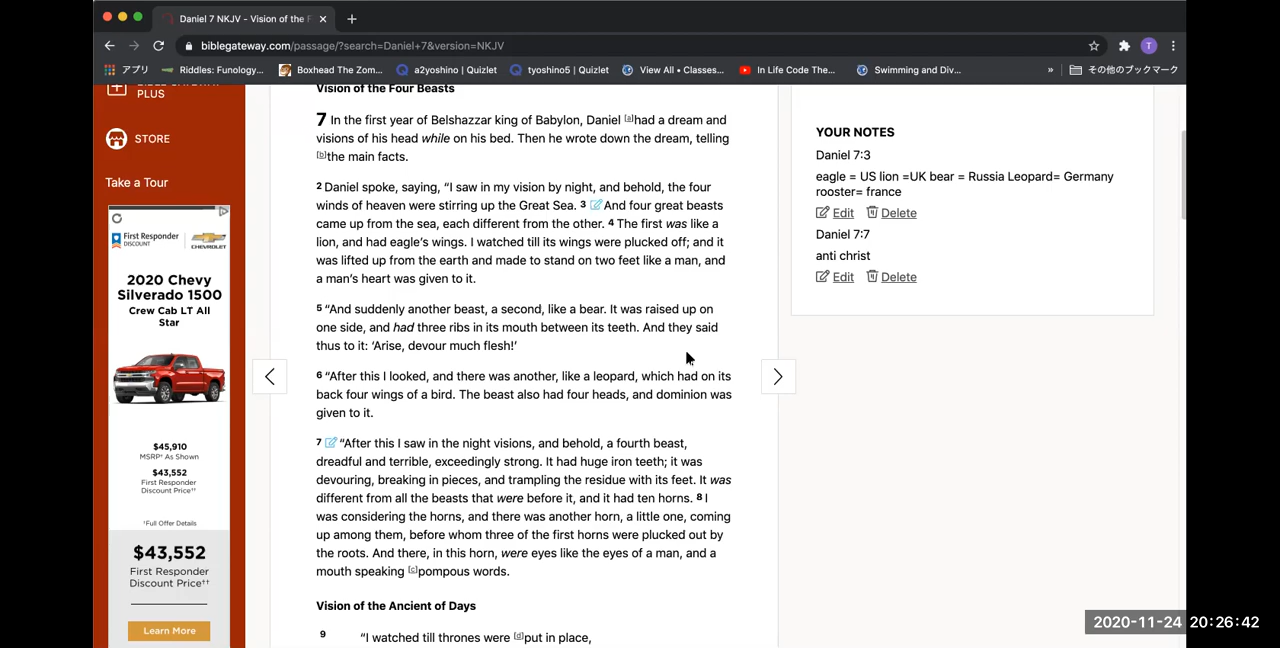 Daniel 7 NKJV - Vision of the F
biblegateway.com/passage/?search=Daniel+7&version=NKJV
T
アプリ
Riddles: Funology...
Boxhead The Zom...
a2yoshino | Quizlet
tyoshino5 | Quizlet
View All • Classes...
In Life Code The...
Swimming and Div...
»
その他のブックマーク
PLUS
STORE
Take a Tour
First Responder
DISCOUNT
CHEVROLET
2020 Chevy
Silverado 1500
Crew Cab LT All
Star
$45,910
MSRP† As Shown
$43,552
First Responder
Discount Price††
†Full Offer Details
$43,552
First Responder
Discount Price††
Learn More
Vision of the Four Beasts
7 In the first year of Belshazzar king of Babylon, Daniel [a]had a dream and
visions of his head while on his bed. Then he wrote down the dream, telling
[b]the main facts.
2 Daniel spoke, saying, “I saw in my vision by night, and behold, the four
winds of heaven were stirring up the Great Sea. 3 And four great beasts
came up from the sea, each different from the other. 4 The first was like a
lion, and had eagle’s wings. I watched till its wings were plucked off; and it
was lifted up from the earth and made to stand on two feet like a man, and
a man’s heart was given to it.
5 “And suddenly another beast, a second, like a bear. It was raised up on
one side, and had three ribs in its mouth between its teeth. And they said
thus to it: ‘Arise, devour much flesh!’
6 “After this I looked, and there was another, like a leopard, which had on its
back four wings of a bird. The beast also had four heads, and dominion was
given to it.
7 “After this I saw in the night visions, and behold, a fourth beast,
dreadful and terrible, exceedingly strong. It had huge iron teeth; it was
devouring, breaking in pieces, and trampling the residue with its feet. It was
different from all the beasts that were before it, and it had ten horns. 8 I
was considering the horns, and there was another horn, a little one, coming
up among them, before whom three of the first horns were plucked out by
the roots. And there, in this horn, were eyes like the eyes of a man, and a
mouth speaking [c]pompous words.
Vision of the Ancient of Days
9 “I watched till thrones were [d]put in place,
YOUR NOTES
Daniel 7:3
eagle = US lion =UK bear = Russia Leopard= Germany
rooster= france
Edit Delete
Daniel 7:7
anti christ
Edit Delete
2020-11-24 20:26:42